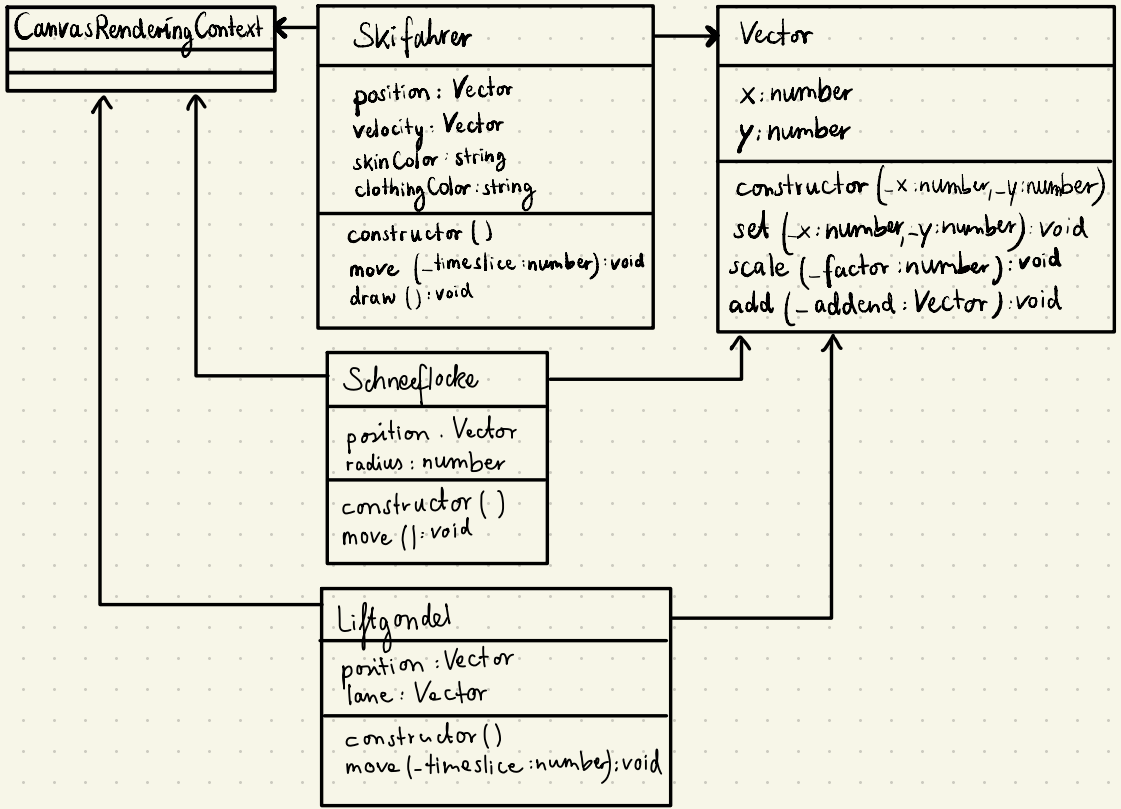 CanvasRenderingContext
Skifahrer
position: Vector
velocity: Vector
skinColor: string
clothingColor: string
constructor ()
move (_timeslice: number): void
draw (): void
Vector
x: number
y: number
constructor (_x: number, _y: number)
set (_x: number, _y: number): void
scale (_factor: number): void
add (_addend: Vector): void
Schneeflocke
position. Vector
radius: number
constructor ()
move (): void
Liftgondel
position: Vector
lane: Vector
constructor ()
move (_timeslice: number): void